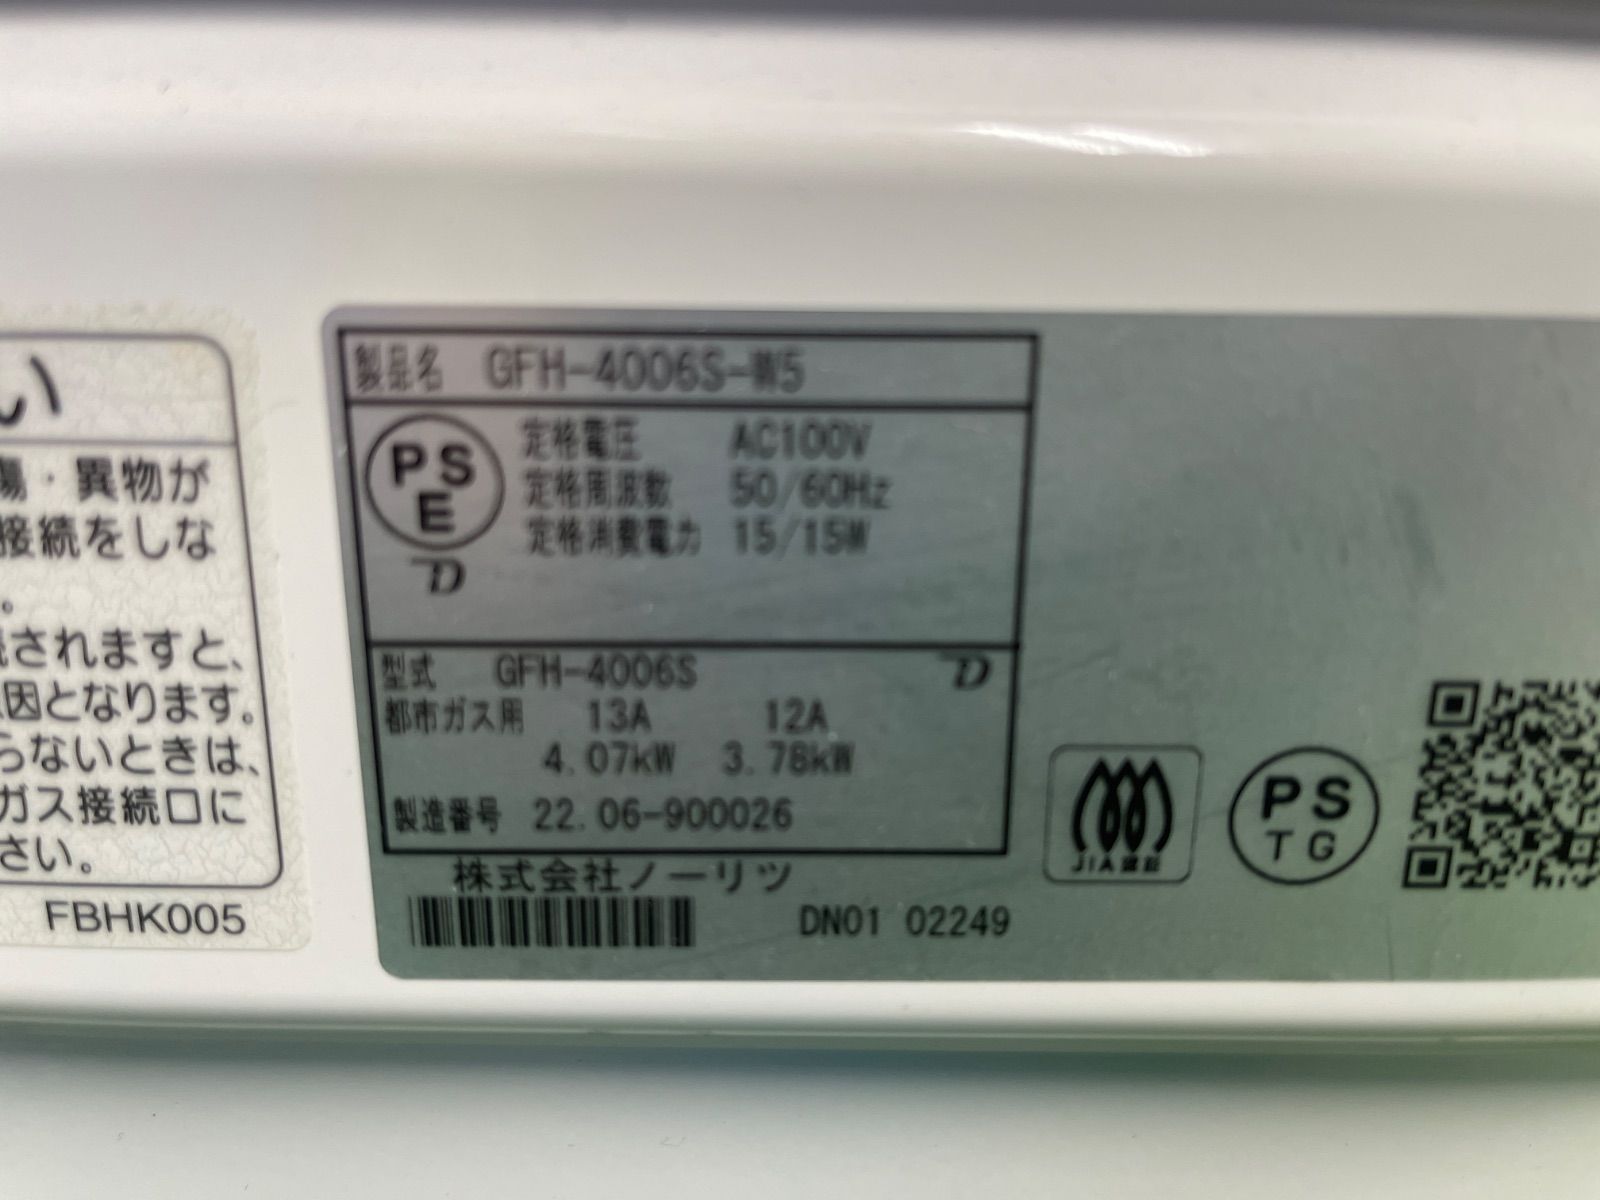 い
傷・異物が
接続をしな
。
続されますと、
因となります。
らないときは、
ガス接続口に
さい。
FBHK005
製品名 GFH-4006S-W5
PS
E
定格電圧 AC100V
定格周波数 50/60Hz
定格消費電力 15/15W
型式 GFH-4006S
都市ガス用 13A 12A
4.07kW 3.78kW
製造番号 22.06-900026
株式会社ノーリツ
DN01 02249
JIA認証
PS
TG